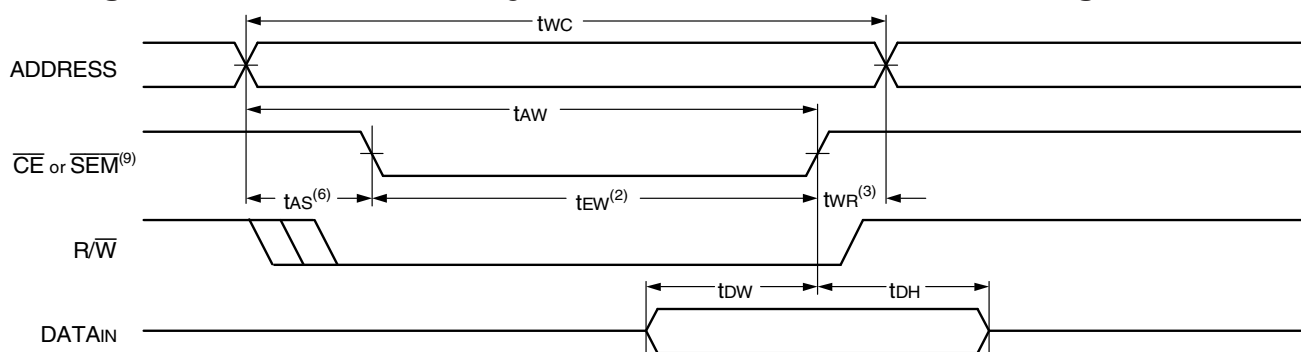 tWC
ADDRESS
tAW
CE or SEM(9)
tAS(6) tEW(2) tWR(3)
R/W
tDW tDH
DATAIN